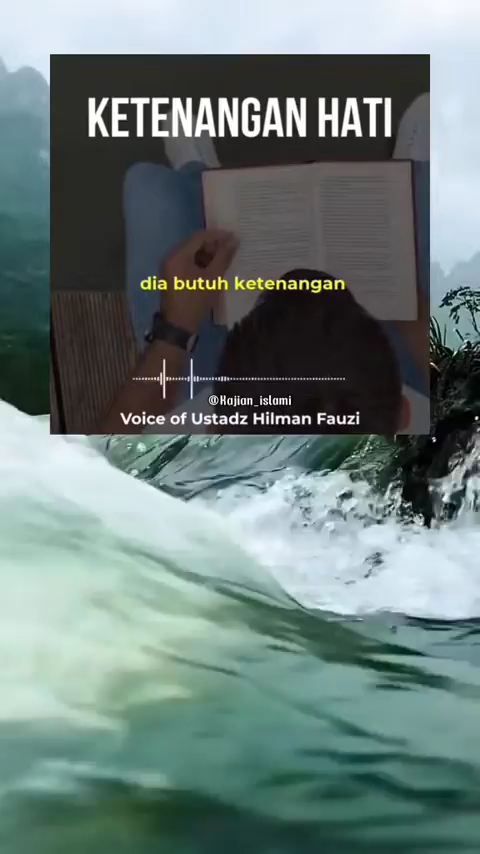 KETENANGAN HATI
dia butuh ketenangan
@Kajian_islami
Voice of Ustadz Hilman Fauzi